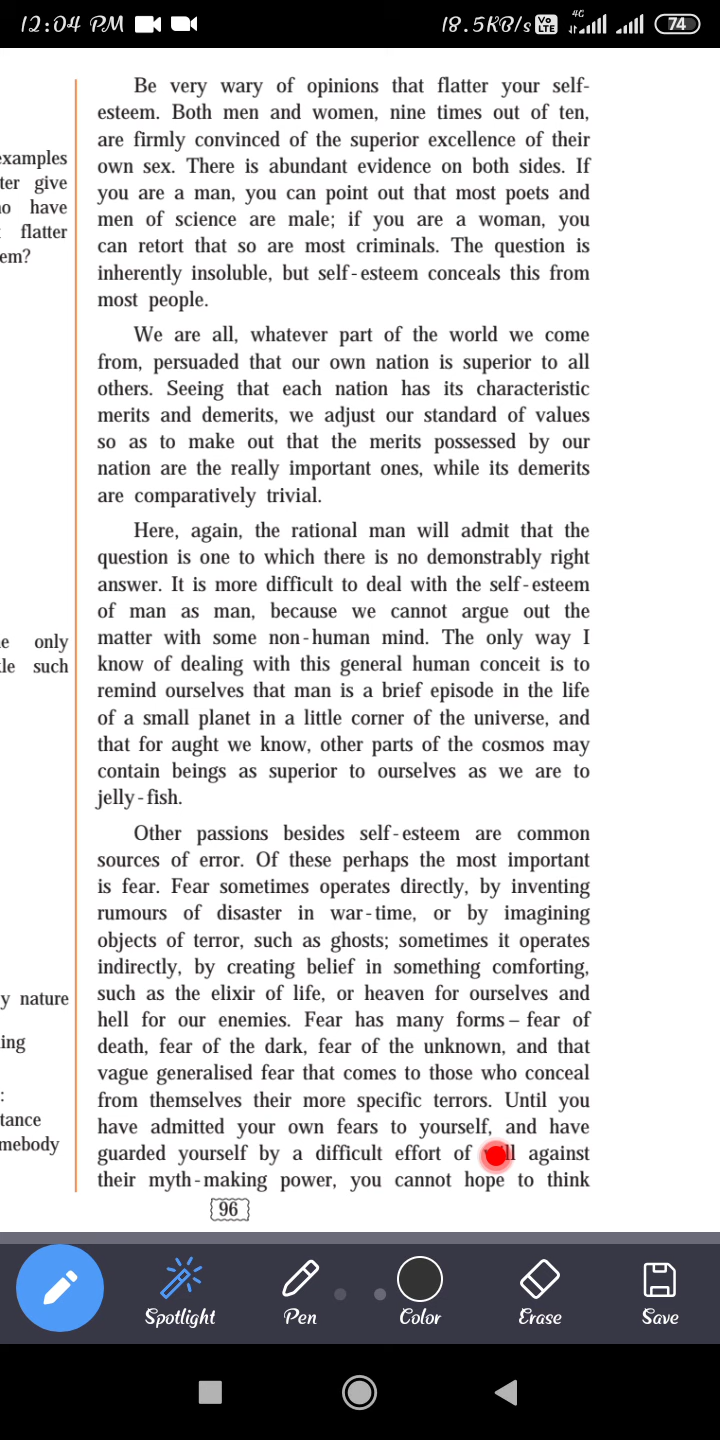 12:04 PM
18.5KB/s Vo LTE 4G 74
Be very wary of opinions that flatter your self-
esteem. Both men and women, nine times out of ten,
are firmly convinced of the superior excellence of their
own sex. There is abundant evidence on both sides. If
you are a man, you can point out that most poets and
men of science are male; if you are a woman, you
can retort that so are most criminals. The question is
inherently insoluble, but self-esteem conceals this from
most people.
We are all, whatever part of the world we come
from, persuaded that our own nation is superior to all
others. Seeing that each nation has its characteristic
merits and demerits, we adjust our standard of values
so as to make out that the merits possessed by our
nation are the really important ones, while its demerits
are comparatively trivial.
Here, again, the rational man will admit that the
question is one to which there is no demonstrably right
answer. It is more difficult to deal with the self-esteem
of man as man, because we cannot argue out the
matter with some non-human mind. The only way I
know of dealing with this general human conceit is to
remind ourselves that man is a brief episode in the life
of a small planet in a little corner of the universe, and
that for aught we know, other parts of the cosmos may
contain beings as superior to ourselves as we are to
jelly-fish.
Other passions besides self-esteem are common
sources of error. Of these perhaps the most important
is fear. Fear sometimes operates directly, by inventing
rumours of disaster in war-time, or by imagining
objects of terror, such as ghosts; sometimes it operates
indirectly, by creating belief in something comforting,
such as the elixir of life, or heaven for ourselves and
hell for our enemies. Fear has many forms – fear of
death, fear of the dark, fear of the unknown, and that
vague generalised fear that comes to those who conceal
from themselves their more specific terrors. Until you
have admitted your own fears to yourself, and have
guarded yourself by a difficult effort of will against
their myth-making power, you cannot hope to think
96
examples
ter give
have
flatter
em?
only
such
y nature
ing
:
tance
mebody
Spotlight
Pen
Color
Erase
Save